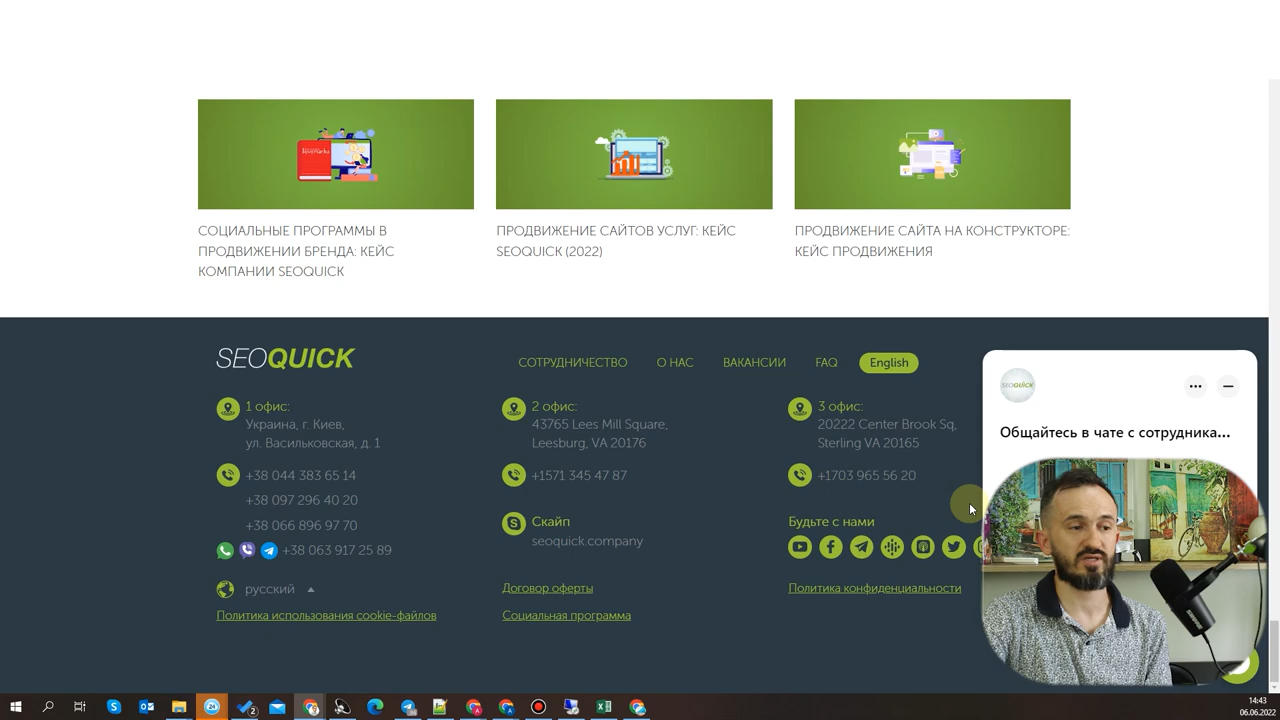 СОЦИАЛЬНЫЕ ПРОГРАММЫ В
ПРОДВИЖЕНИИ БРЕНДА: КЕЙС
КОМПАНИИ SEOQUICK
ПРОДВИЖЕНИЕ САЙТОВ УСЛУГ: КЕЙС
SEOQUICK (2022)
ПРОДВИЖЕНИЕ САЙТА НА КОНСТРУКТОРЕ:
КЕЙС ПРОДВИЖЕНИЯ
SEOQUICK
СОТРУДНИЧЕСТВО
О НАС
ВАКАНСИИ
FAQ
English
1 офис:
Украина, г. Киев,
ул. Васильковская, д. 1
+38 044 383 65 14
+38 097 296 40 20
+38 066 896 97 70
+38 063 917 25 89
русский
Политика использования cookie-файлов
2 офис:
43765 Lees Mill Square,
Leesburg, VA 20176
+1571 345 47 87
Скайп
seoquick.company
Договор оферты
Социальная программа
3 офис:
20222 Center Brook Sq,
Sterling VA 20165
+1703 965 56 20
Будьте с нами
Политика конфиденциальности
SEOQUICK
Общайтесь в чате с сотрудника...
24
14:43
06.06.2022